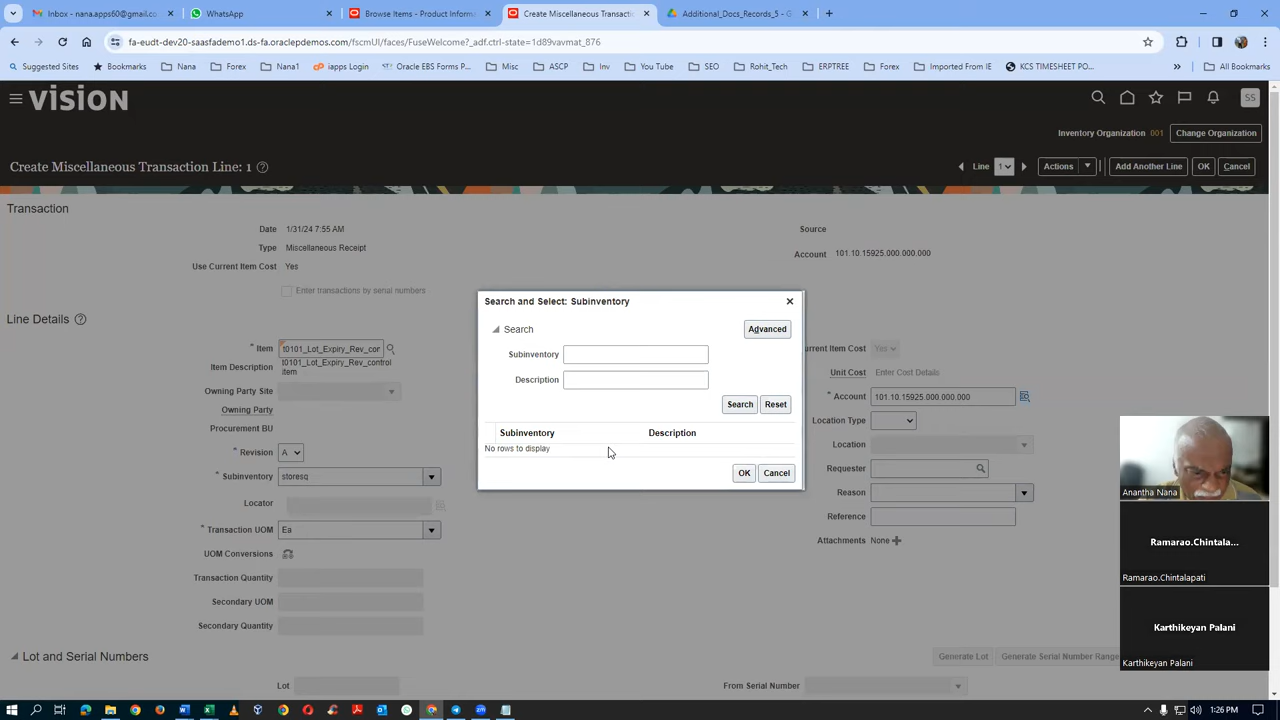 Inbox - nana.apps60@gmail.co
WhatsApp
Browse Items - Product Informa
Create Miscellaneous Transactio
Additional_Docs_Records_5 - G
fa-eudt-dev20-saasfademo1.ds-fa.oraclepdemos.com/fscmUI/faces/FuseWelcome?_adf.ctrl-state=1d89vavmat_876
Suggested Sites
Bookmarks
Nana
Forex
Nana1
iapps Login
Oracle EBS Forms P...
Misc
ASCP
Inv
You Tube
SEO
Rohit_Tech
ERPTREE
Forex
Imported From IE
KCS TIMESHEET PO...
»
All Bookmarks
VISION
SS
Inventory Organization 001
Change Organization
Create Miscellaneous Transaction Line: 1
Line 1
Actions
Add Another Line
OK
Cancel
Transaction
Date 1/31/24 7:55 AM
Source
Type Miscellaneous Receipt
Account 101.10.15925.000.000.000
Use Current Item Cost Yes
Enter transactions by serial numbers
Line Details
Search and Select: Subinventory
Search
Advanced
Subinventory
Description
Search
Reset
Subinventory Description
No rows to display
OK
Cancel
* Item t0101_Lot_Expiry_Rev_cor
Item Description t0101_Lot_Expiry_Rev_control
item
Owning Party Site
Owning Party
Procurement BU
* Revision A
* Subinventory storesq
Locator
* Transaction UOM Ea
UOM Conversions
Transaction Quantity
Secondary UOM
Secondary Quantity
urrent Item Cost Yes
Unit Cost Enter Cost Details
* Account 101.10.15925.000.000.000
Location Type
Location
Requester
Reason
Reference
Attachments None
Lot and Serial Numbers
Generate Lot
Generate Serial Number Range
Lot
From Serial Number
Anantha Nana
Ramarao.Chintala...
Ramarao.Chintalapati
Karthikeyan Palani
Karthikeyan Palani
1:26 PM